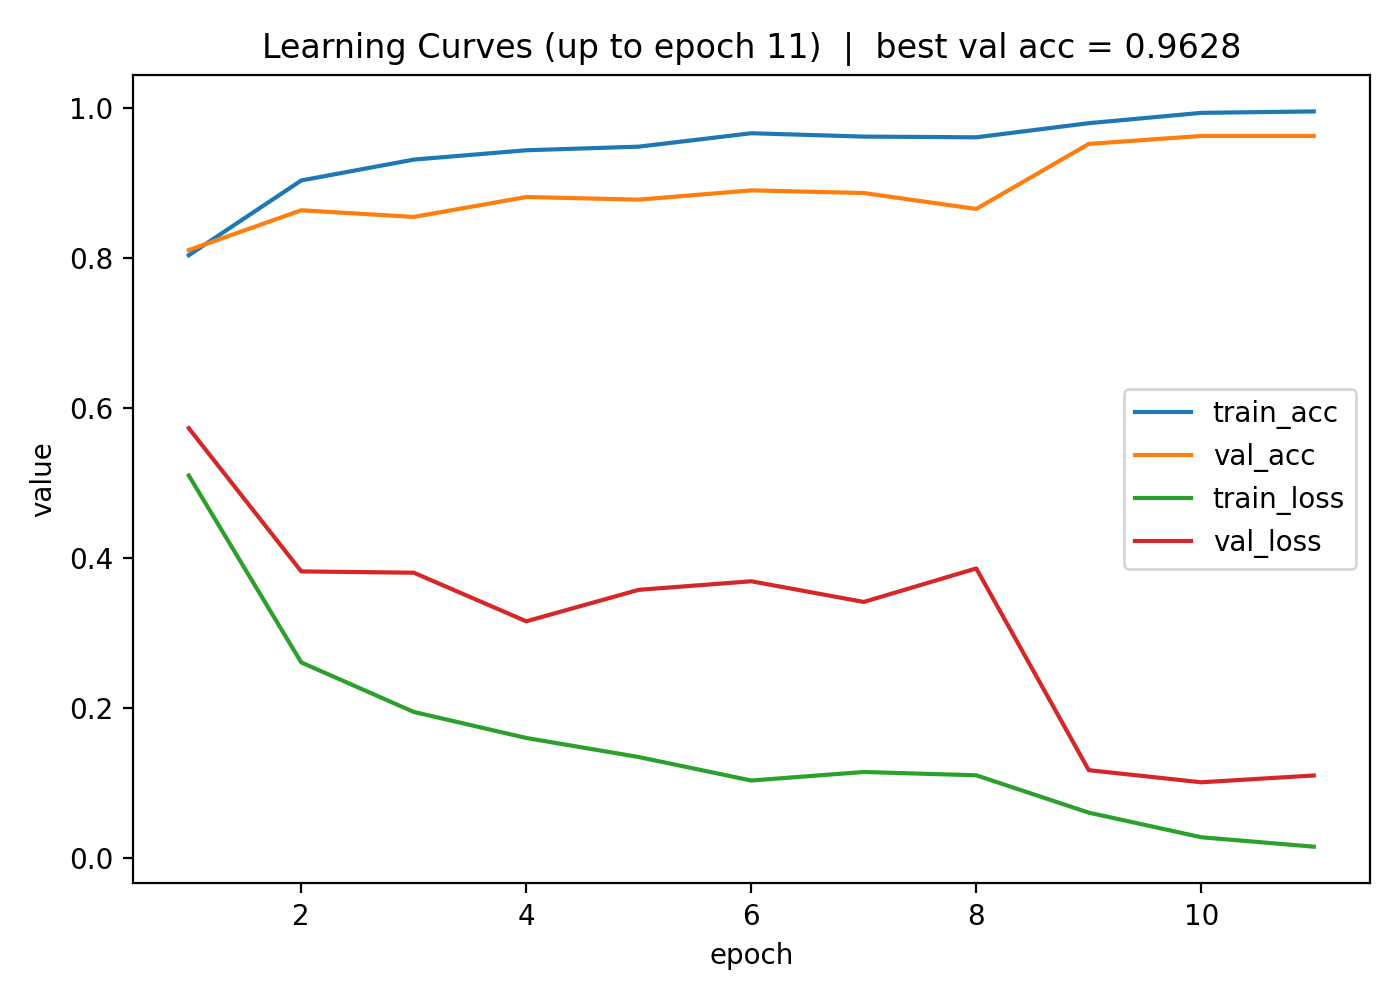 Learning Curves (up to epoch 11) | best val acc = 0.9628
1.0
0.8
0.6
0.4
0.2
0.0
value
train_acc
val_acc
train_loss
val_loss
2 4 6 8 10
epoch